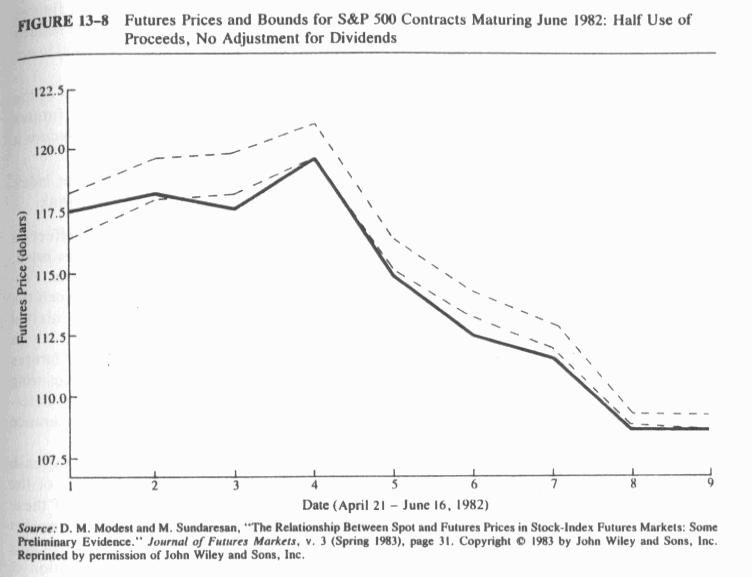 FIGURE 13–8 Futures Prices and Bounds for S&P 500 Contracts Maturing June 1982: Half Use of
Proceeds, No Adjustment for Dividends
122.5
120.0
117.5
115.0
112.5
110.0
107.5
Futures Price (dollars)
1 2 3 4 5 6 7 8 9
Date (April 21 – June 16, 1982)
Source: D. M. Modest and M. Sundaresan, "The Relationship Between Spot and Futures Prices in Stock-Index Futures Markets: Some
Preliminary Evidence." Journal of Futures Markets, v. 3 (Spring 1983), page 31. Copyright © 1983 by John Wiley and Sons, Inc.
Reprinted by permission of John Wiley and Sons, Inc.